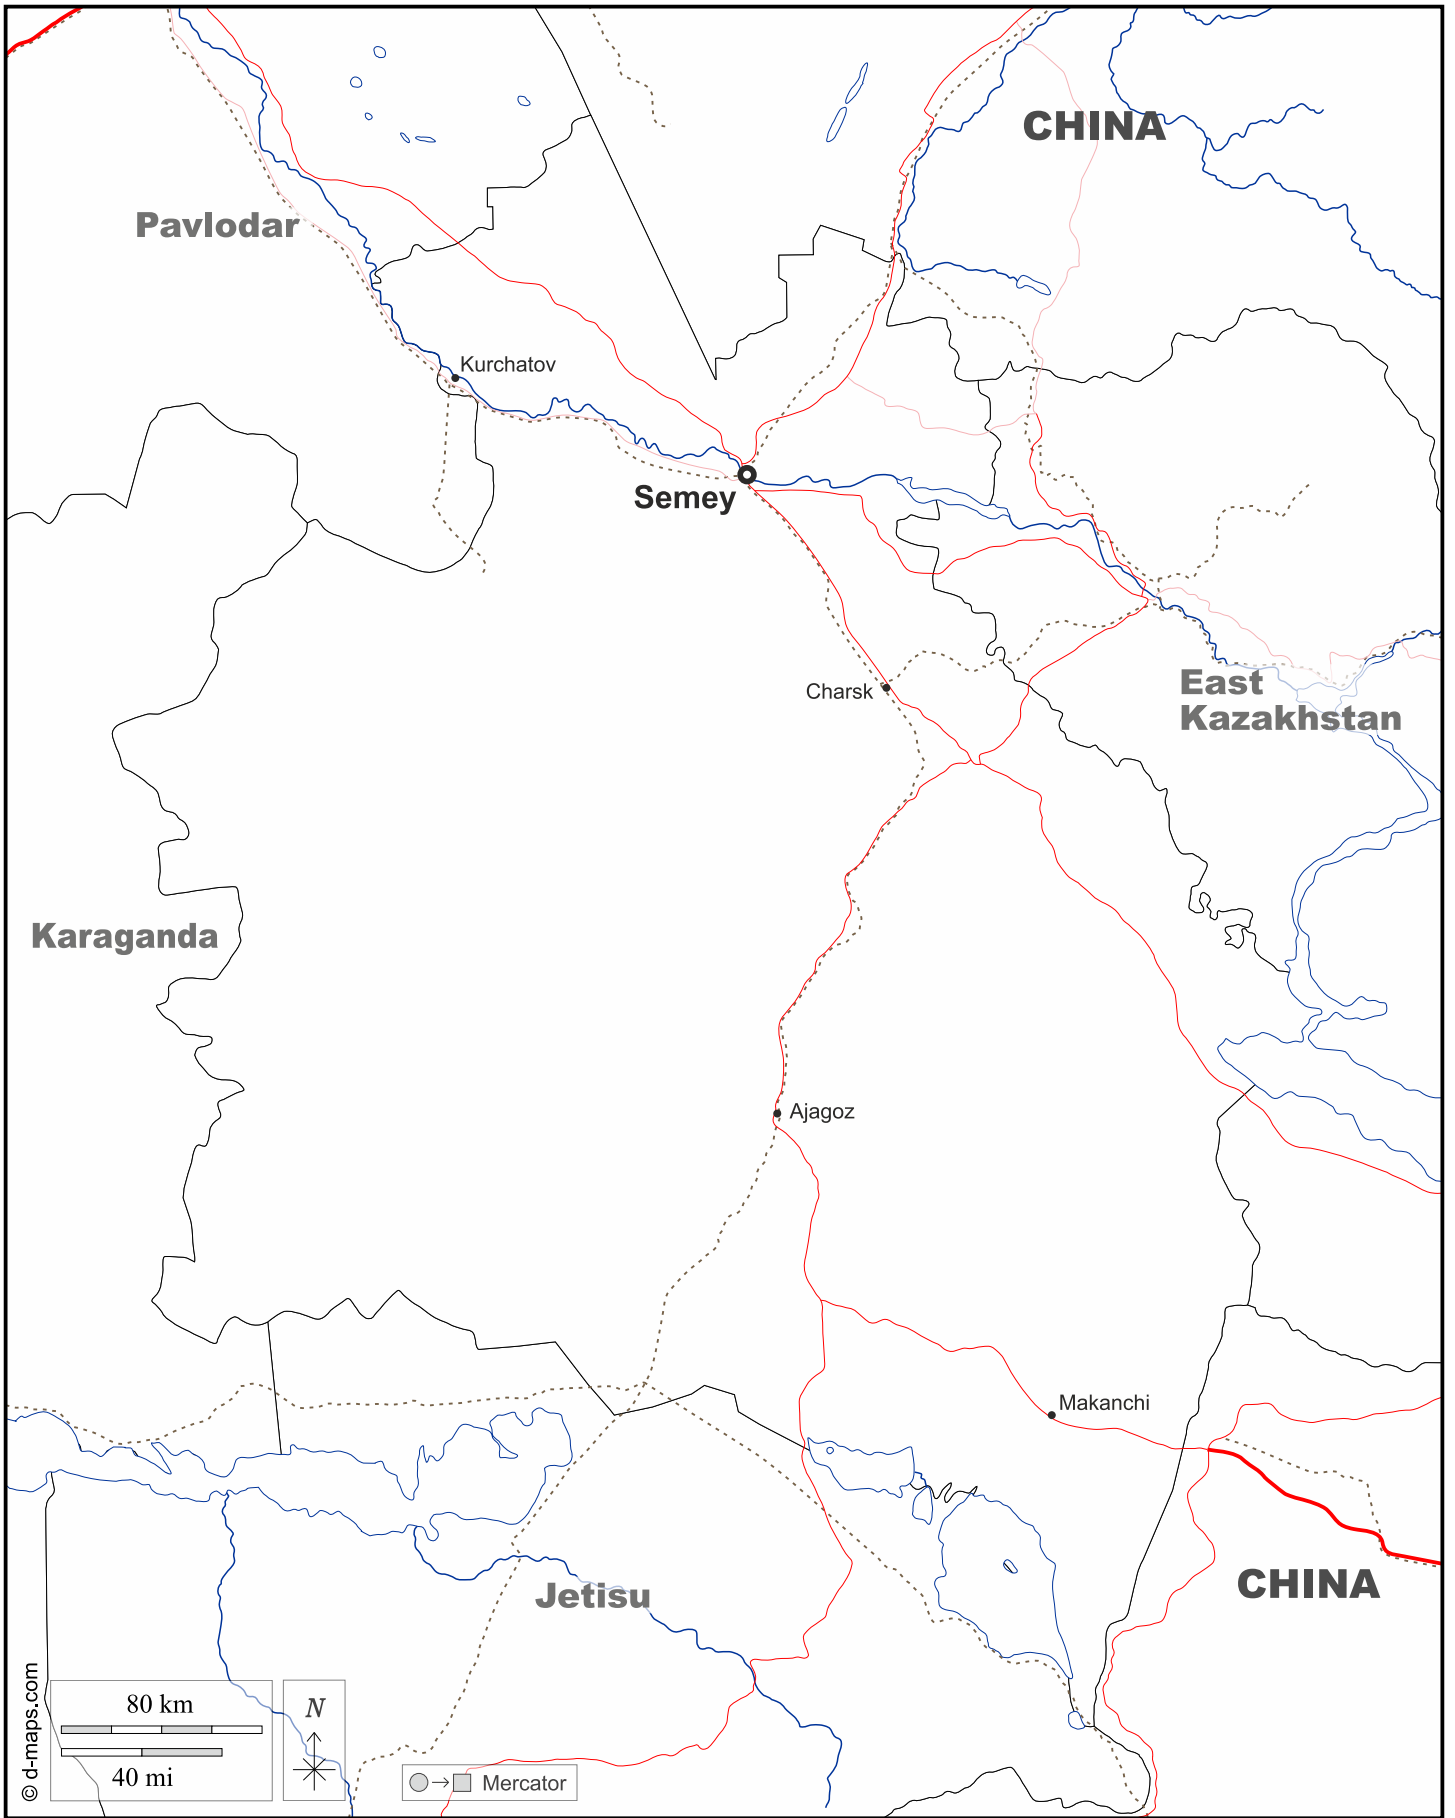 CHINA
Pavlodar
Kurchatov
Semey
East
Kazakhstan
Charsk
Karaganda
Ajagoz
Makanchi
CHINA
Jetisu
© d-maps.com
80 km
40 mi
N
Mercator